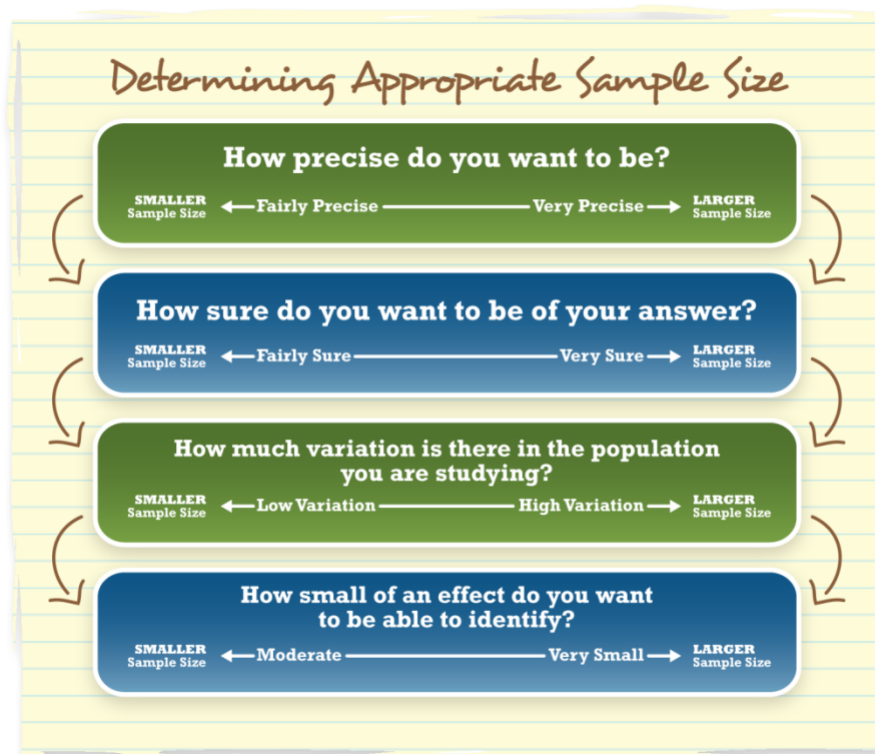 Determining Appropriate Sample Size
How precise do you want to be?
SMALLER Sample Size Fairly Precise Very Precise LARGER Sample Size
How sure do you want to be of your answer?
SMALLER Sample Size Fairly Sure Very Sure LARGER Sample Size
How much variation is there in the population
you are studying?
SMALLER Sample Size Low Variation High Variation LARGER Sample Size
How small of an effect do you want
to be able to identify?
SMALLER Sample Size Moderate Very Small LARGER Sample Size